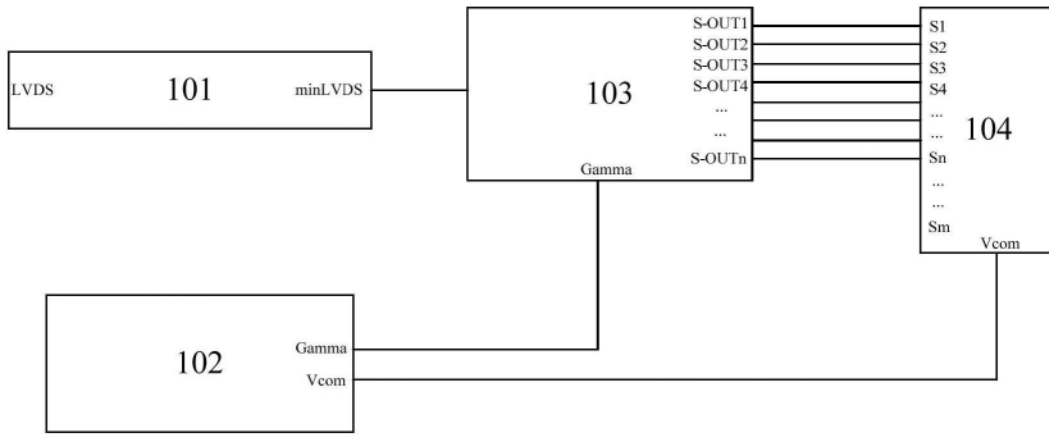 LVDS
101
minLVDS
103
S-OUT1
S-OUT2
S-OUT3
S-OUT4
...
...
S-OUTn
Gamma
S1
S2
S3
S4
...
...
Sn
...
...
Sm
104
Vcom
102
Gamma
Vcom